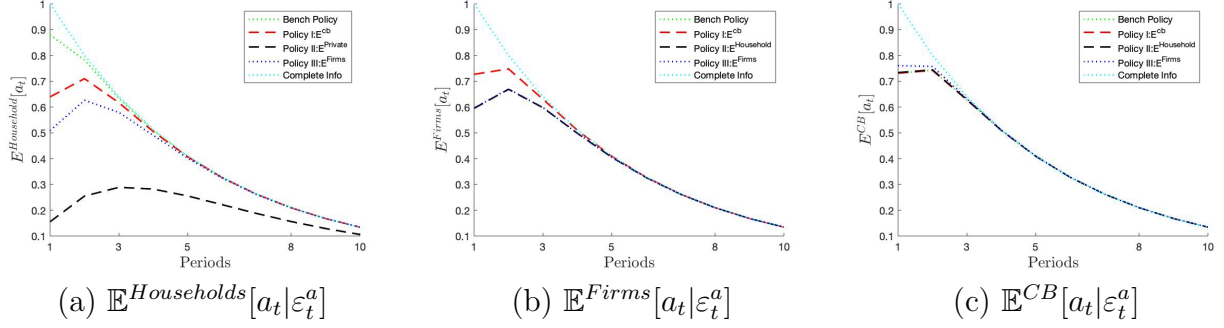 1
0.9
0.8
0.7
0.6
0.5
0.4
0.3
0.2
0.1
E^{Household}[a_t]
1 3 5 8 10
Periods
Bench Policy
Policy I:E^{cb}
Policy II:E^{Private}
Policy III:E^{Firms}
Complete Info
(a) 𝔼^{Households}[a_t|ε_t^a]
1
0.9
0.8
0.7
0.6
0.5
0.4
0.3
0.2
0.1
E^{Firms}[a_t]
1 3 5 8 10
Periods
Bench Policy
Policy I:E^{cb}
Policy II:E^{Household}
Policy III:E^{Firms}
Complete Info
(b) 𝔼^{Firms}[a_t|ε_t^a]
1
0.9
0.8
0.7
0.6
0.5
0.4
0.3
0.2
0.1
E^{CB}[a_t]
1 3 5 8 10
Periods
Bench Policy
Policy I:E^{cb}
Policy II:E^{Household}
Policy III:E^{Firms}
Complete Info
(c) 𝔼^{CB}[a_t|ε_t^a]